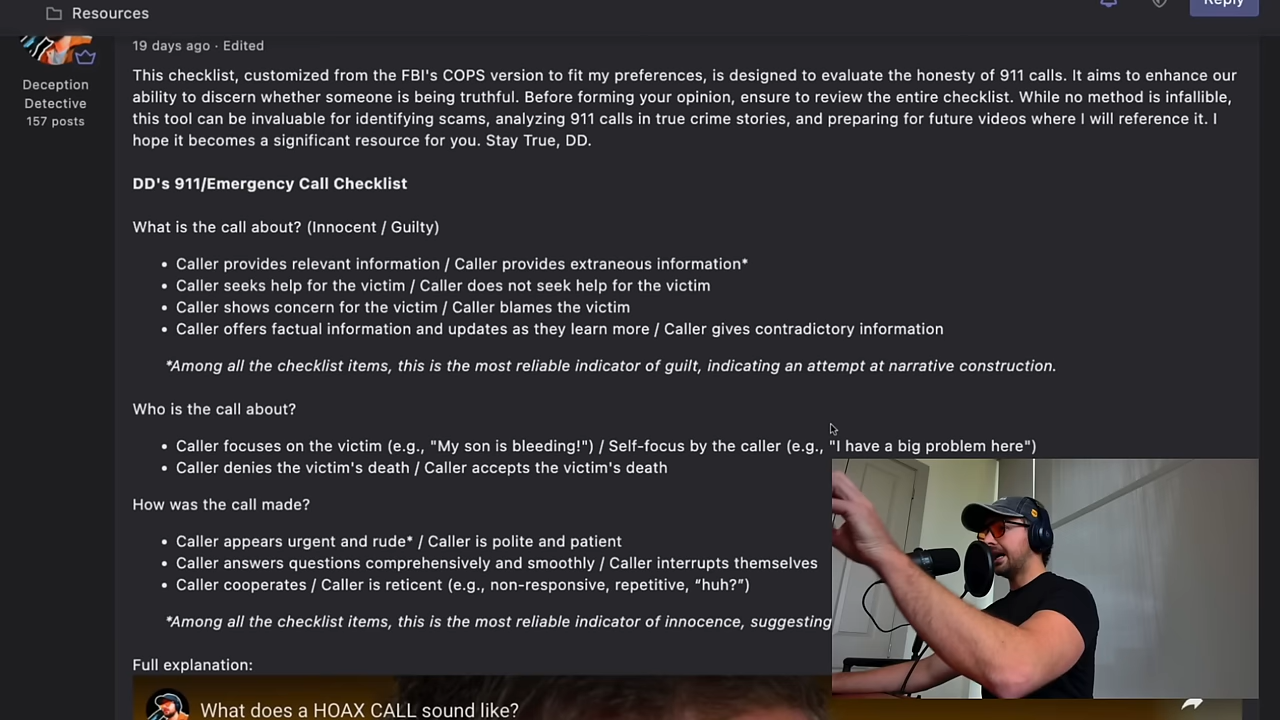 Resources
Reply
19 days ago · Edited
Deception
Detective
157 posts
This checklist, customized from the FBI's COPS version to fit my preferences, is designed to evaluate the honesty of 911 calls. It aims to enhance our
ability to discern whether someone is being truthful. Before forming your opinion, ensure to review the entire checklist. While no method is infallible,
this tool can be invaluable for identifying scams, analyzing 911 calls in true crime stories, and preparing for future videos where I will reference it. I
hope it becomes a significant resource for you. Stay True, DD.
DD's 911/Emergency Call Checklist
What is the call about? (Innocent / Guilty)
• Caller provides relevant information / Caller provides extraneous information*
• Caller seeks help for the victim / Caller does not seek help for the victim
• Caller shows concern for the victim / Caller blames the victim
• Caller offers factual information and updates as they learn more / Caller gives contradictory information
*Among all the checklist items, this is the most reliable indicator of guilt, indicating an attempt at narrative construction.
Who is the call about?
• Caller focuses on the victim (e.g., "My son is bleeding!") / Self-focus by the caller (e.g., "I have a big problem here")
• Caller denies the victim's death / Caller accepts the victim's death
How was the call made?
• Caller appears urgent and rude* / Caller is polite and patient
• Caller answers questions comprehensively and smoothly / Caller interrupts themselves
• Caller cooperates / Caller is reticent (e.g., non-responsive, repetitive, “huh?”)
*Among all the checklist items, this is the most reliable indicator of innocence, suggesting
Full explanation:
What does a HOAX CALL sound like?